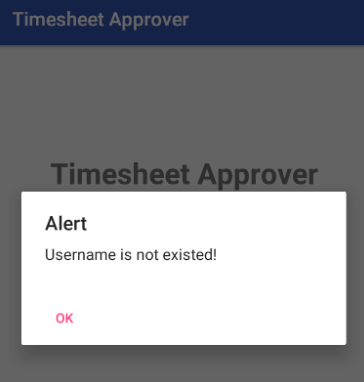 Timesheet Approver
Timesheet Approver
Alert
Username is not existed!
OK